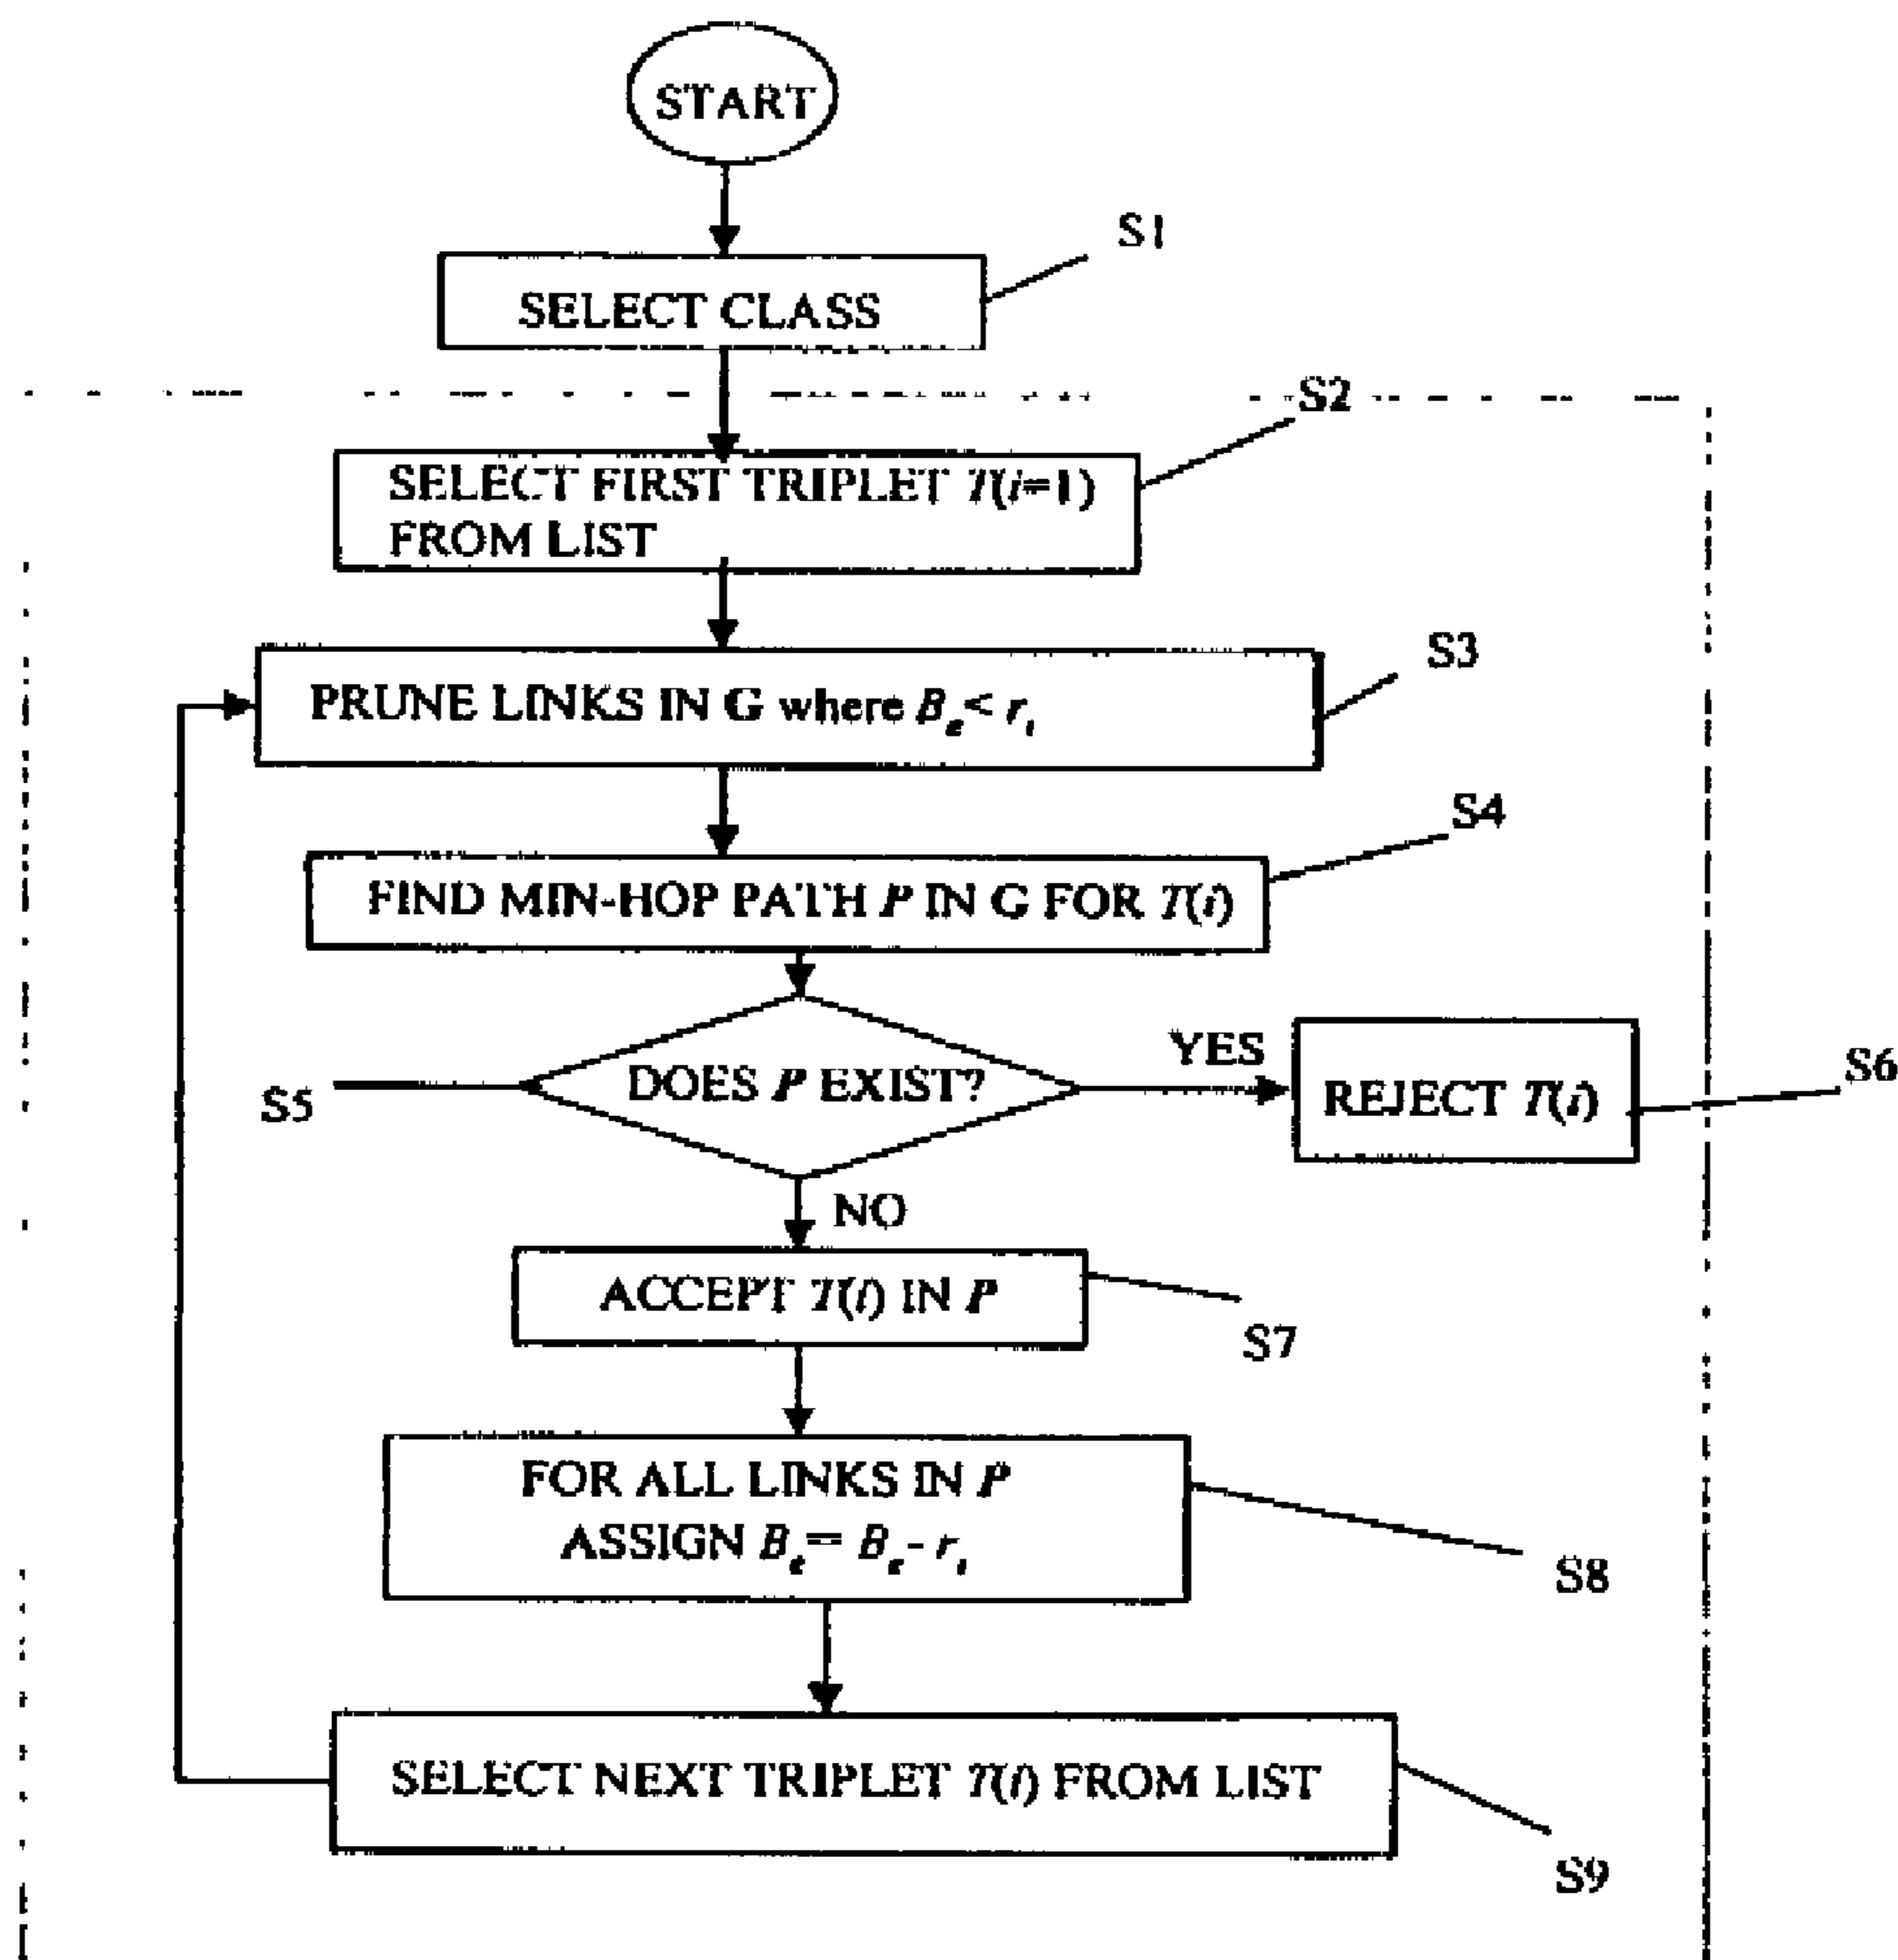 START
S1
SELECT CLASS
S2
SELECT FIRST TRIPLET T(i=1)
FROM LIST
S3
PRUNE LINKS IN G where B_e < r_i
S4
FIND MIN-HOP PATH P IN G FOR T(i)
YES
DOES P EXIST?
S5
REJECT T(i)
S6
NO
ACCEPT T(i) IN P
S7
FOR ALL LINKS IN P
ASSIGN B_e = B_e - r_i
S8
SELECT NEXT TRIPLET T(i) FROM LIST
S9